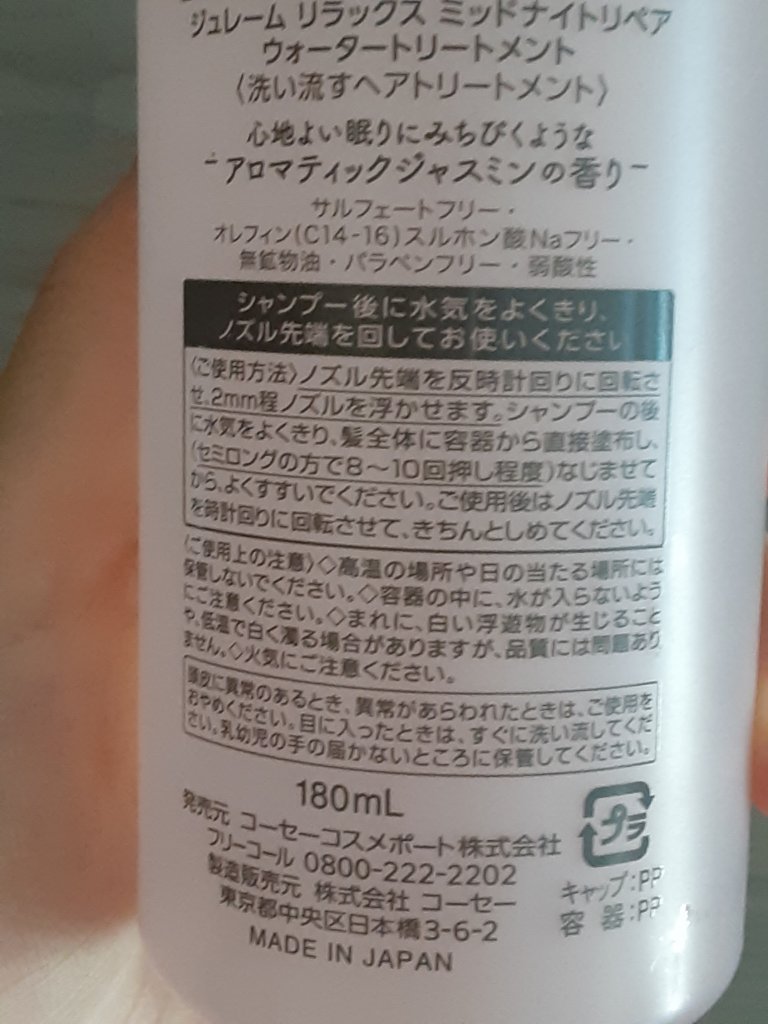 ジュレーム リラックス ミッドナイトリペア
ウォータートリートメント
〈洗い流すヘアトリートメント〉
心地よい眠りにみちびくような
－アロマティックジャスミンの香り－
サルフェートフリー・
オレフィン(C14-16)スルホン酸Naフリー・
無鉱物油・パラベンフリー・弱酸性
シャンプー後に水気をよくきり、
ノズル先端を回してお使いください
〈ご使用方法〉ノズル先端を反時計回りに回転さ
せ、2mm程ノズルを浮かせます。シャンプーの後
に水気をよくきり、髪全体に容器から直接塗布し、
(セミロングの方で8～10回押し程度)なじませて
から、よくすすいでください。ご使用後はノズル先端
を時計回りに回転させて、きちんとしめてください。
〈ご使用上の注意〉◇高温の場所や日の当たる場所には
保管しないでください。◇容器の中に、水が入らないよう
にご注意ください。◇まれに、白い浮遊物が生じること
や、低温で白く濁る場合がありますが、品質には問題あり
ません。◇火気にご注意ください。
頭皮に異常のあるとき、異常があらわれたときは、ご使用を
おやめください。目に入ったときは、すぐに洗い流してくだ
さい。乳幼児の手の届かないところに保管してください。
180mL
発売元 コーセーコスメポート株式会社
フリーコール 0800-222-2202
製造販売元 株式会社 コーセー
東京都中央区日本橋3-6-2
MADE IN JAPAN
プラ
キャップ:PP
容 器:PP